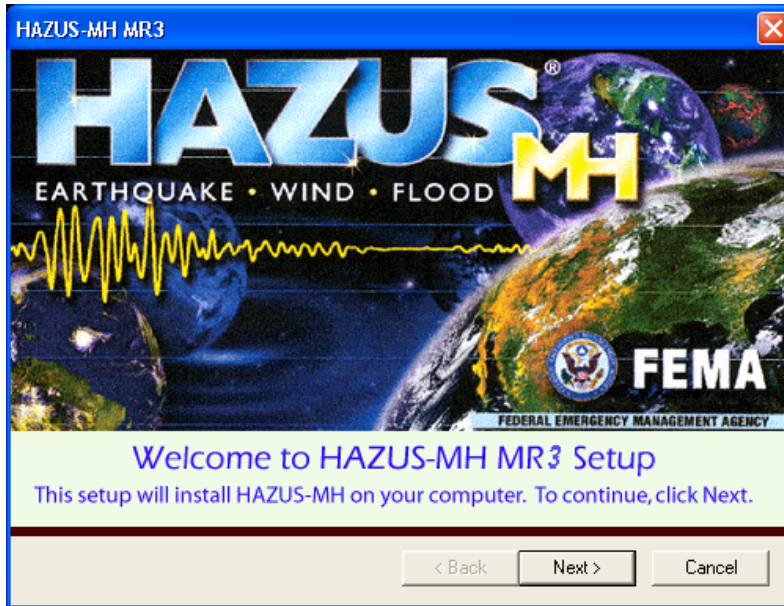 HAZUS-MH MR3
HAZUS®
MH
EARTHQUAKE • WIND • FLOOD
FEMA
FEDERAL EMERGENCY MANAGEMENT AGENCY
Welcome to HAZUS-MH MR3 Setup
This setup will install HAZUS-MH on your computer. To continue, click Next.
< Back Next > Cancel